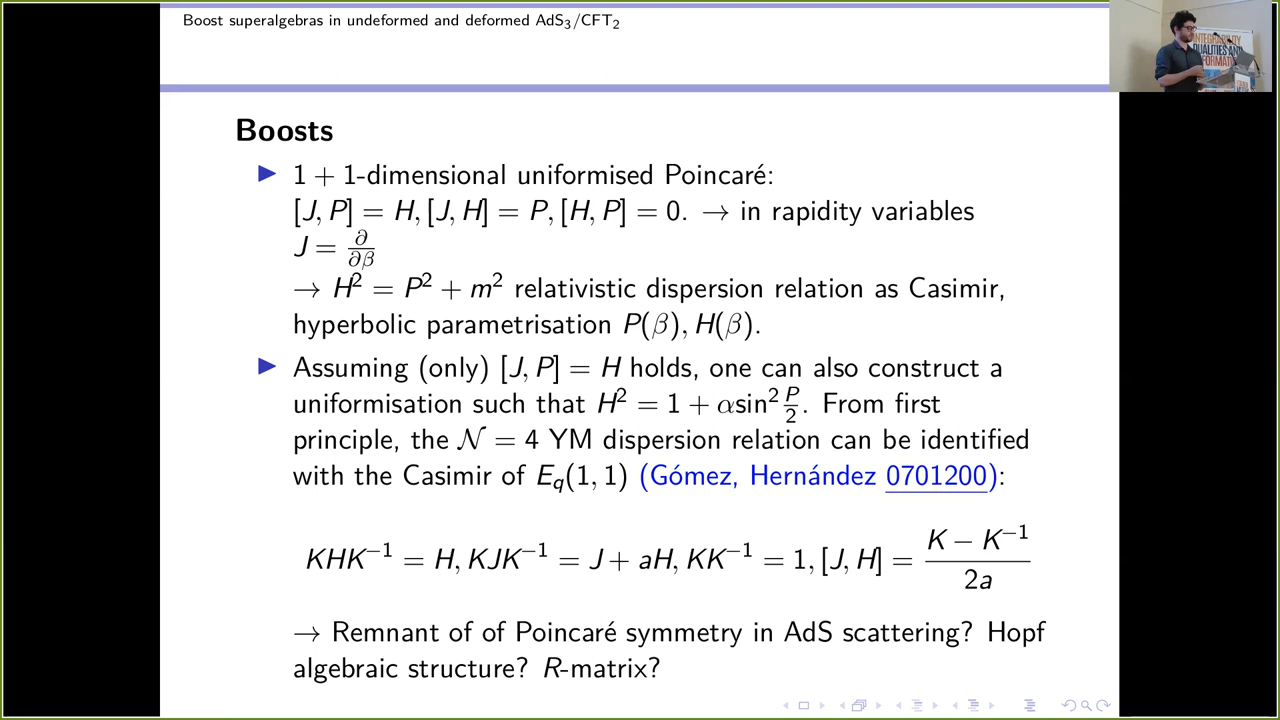 Boost superalgebras in undeformed and deformed AdS₃/CFT₂
INTEGRABILITY
Boosts
▶ 1 + 1-dimensional uniformised Poincaré:
[J, P] = H, [J, H] = P, [H, P] = 0. → in rapidity variables
J = ∂/∂β
→ H² = P² + m² relativistic dispersion relation as Casimir,
hyperbolic parametrisation P(β), H(β).
▶ Assuming (only) [J, P] = H holds, one can also construct a
uniformisation such that H² = 1 + αsin² P/2. From first
principle, the 𝒩 = 4 YM dispersion relation can be identified
with the Casimir of E_q(1, 1) (Gómez, Hernández 0701200):
KHK⁻¹ = H, KJK⁻¹ = J + aH, KK⁻¹ = 1, [J, H] = (K − K⁻¹)/2a
→ Remnant of of Poincaré symmetry in AdS scattering? Hopf
algebraic structure? R-matrix?